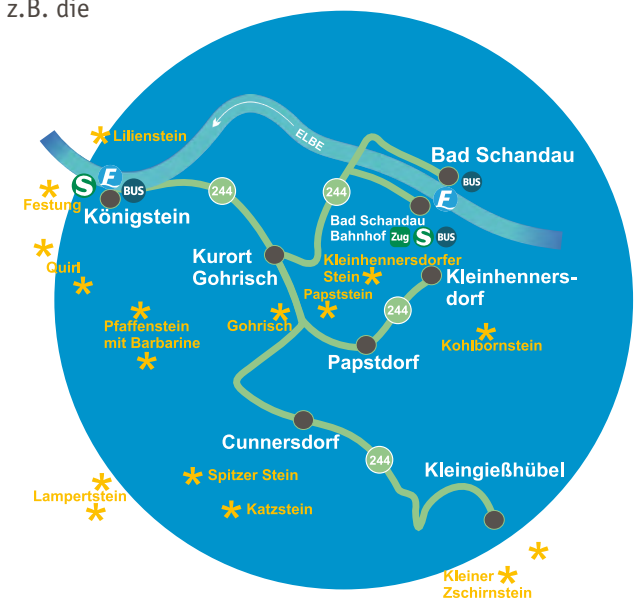 z.B. die
Lilienstein
ELBE
Bad Schandau
BUS
F
S
F
BUS
Festung
Königstein
244
244
Bad Schandau
Bahnhof Zug S BUS
Quirl
Kurort
Gohrisch
Kleinhennersdorfer
Stein
Papststein
Kleinhenners-
dorf
244
Gohrisch
Pfaffenstein
mit Barbarine
Kohlbornstein
Papstdorf
Cunnersdorf
244
Kleingießhübel
Spitzer Stein
Lampertstein
Katzstein
Kleiner
Zschirnstein